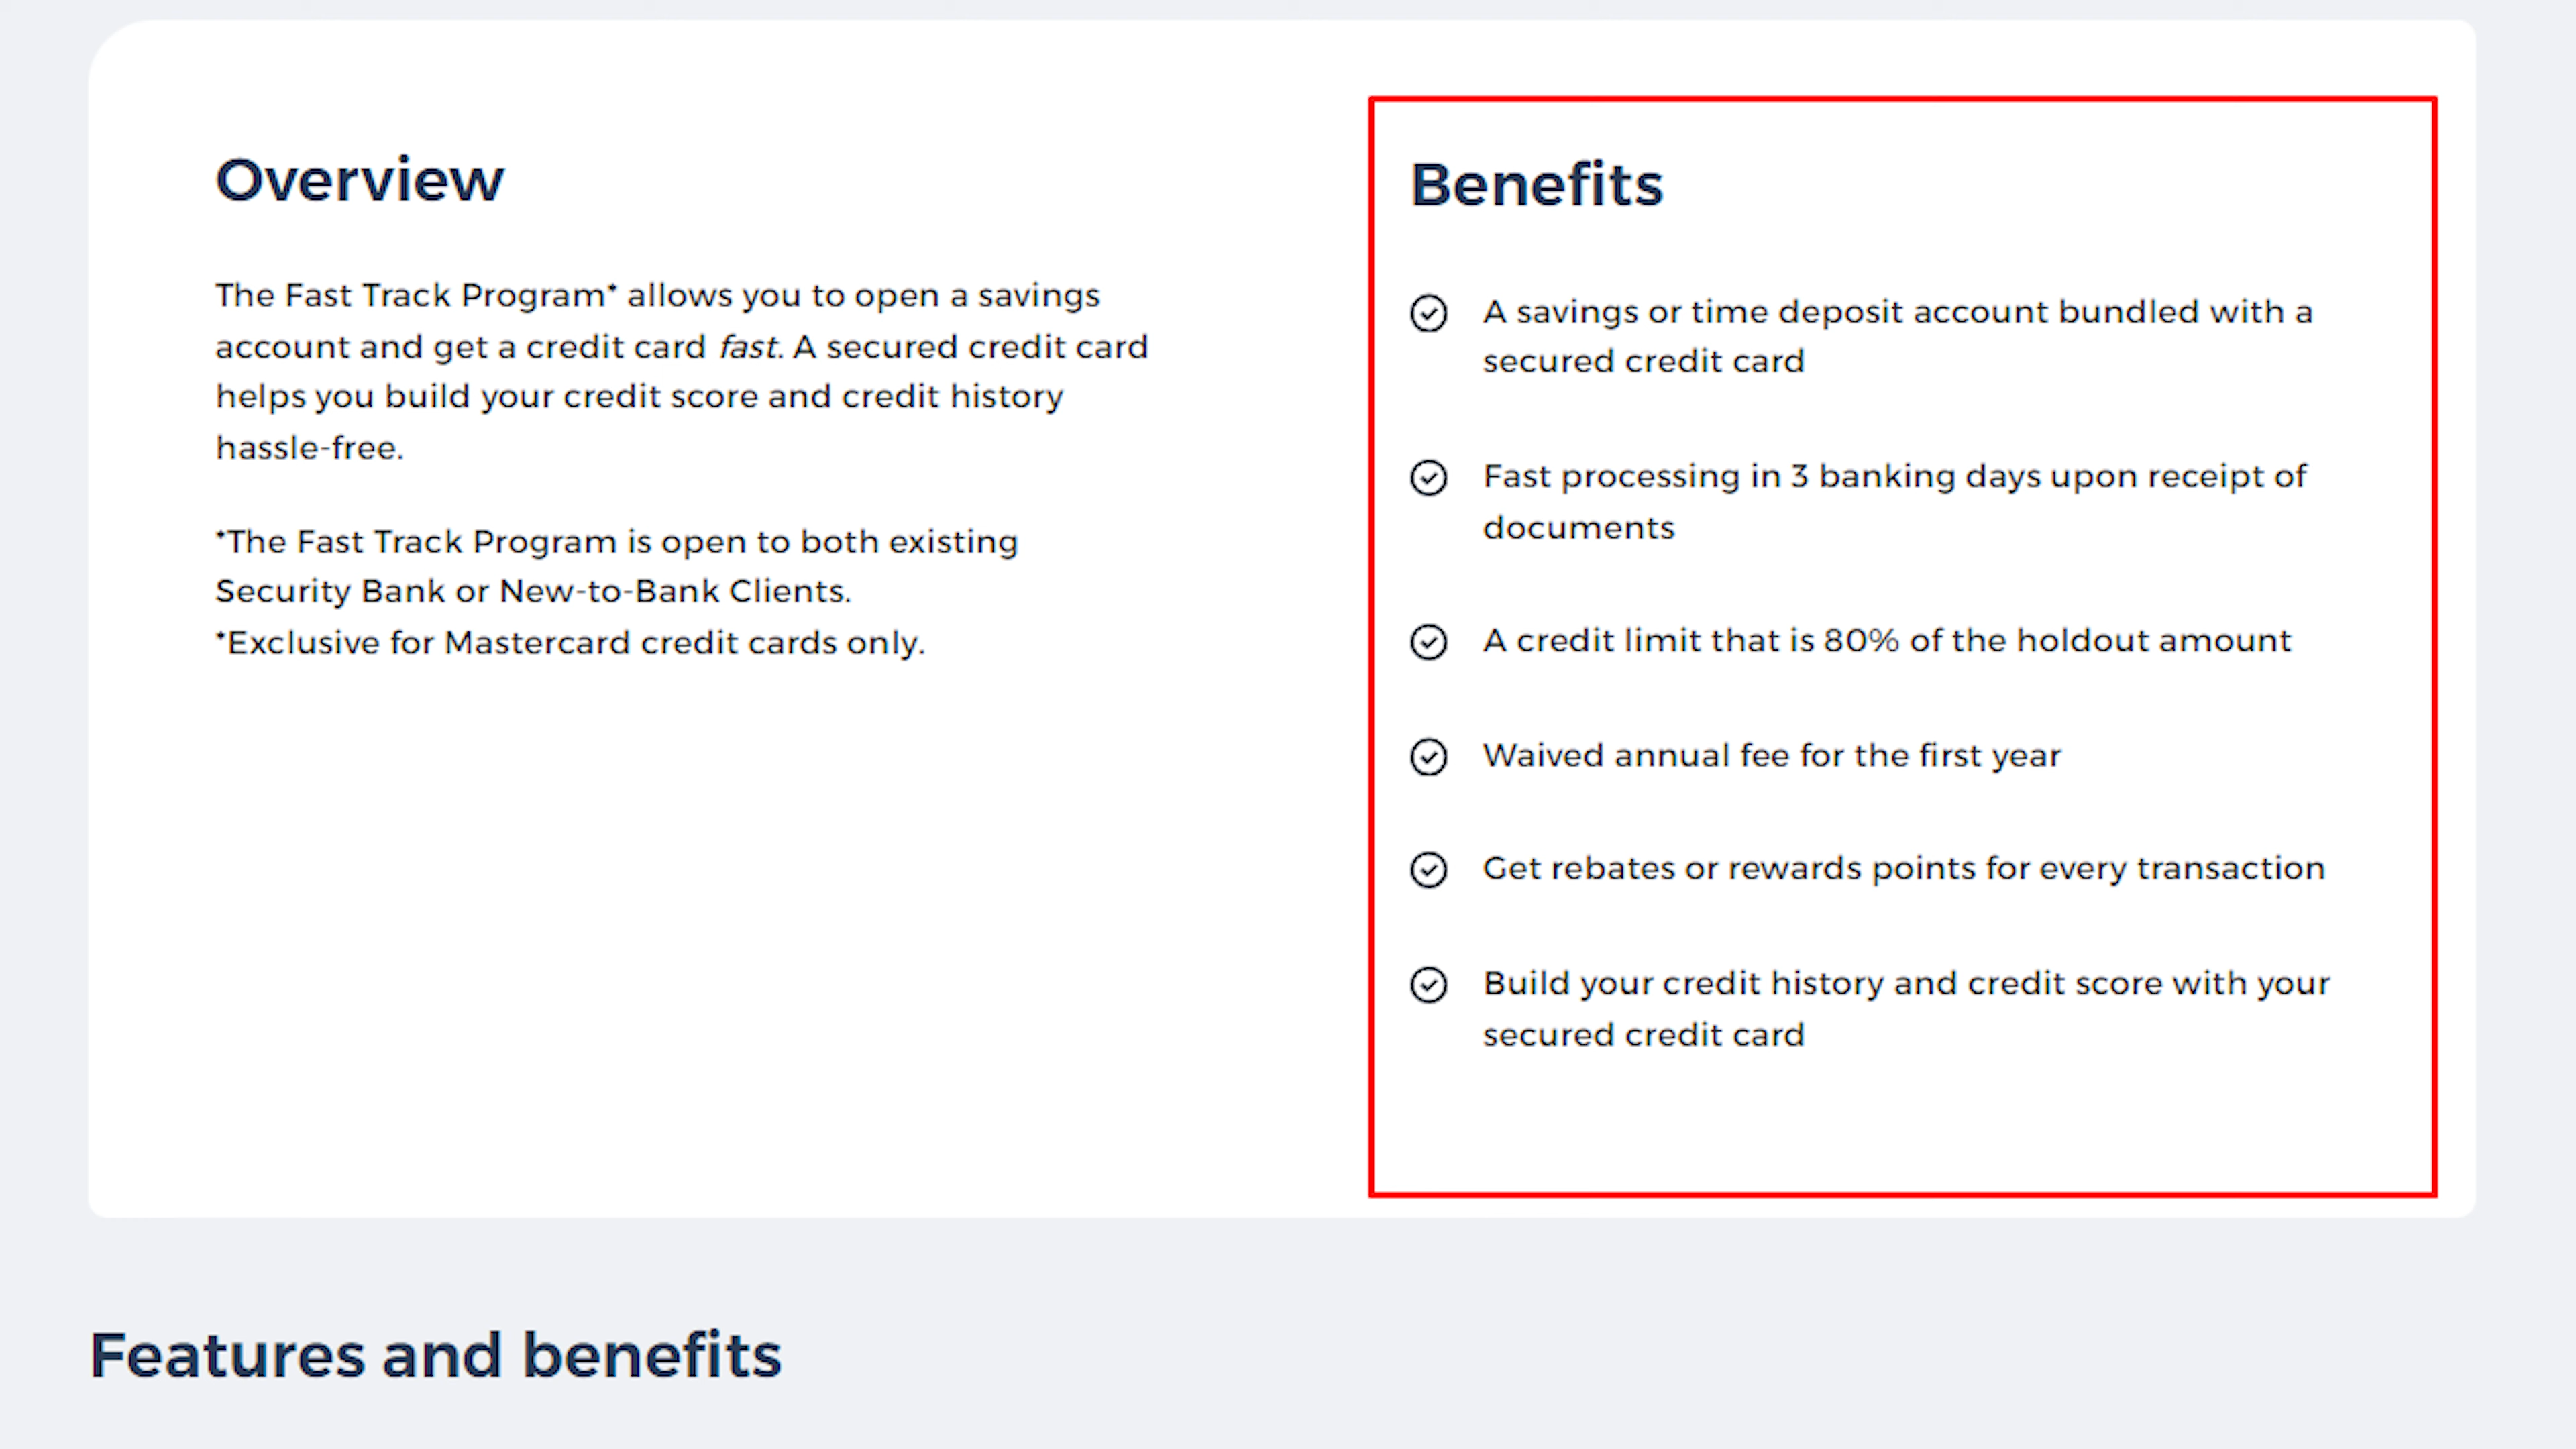 Overview
The Fast Track Program* allows you to open a savings
account and get a credit card fast. A secured credit card
helps you build your credit score and credit history
hassle-free.
*The Fast Track Program is open to both existing
Security Bank or New-to-Bank Clients.
*Exclusive for Mastercard credit cards only.
Benefits
A savings or time deposit account bundled with a
secured credit card
Fast processing in 3 banking days upon receipt of
documents
A credit limit that is 80% of the holdout amount
Waived annual fee for the first year
Get rebates or rewards points for every transaction
Build your credit history and credit score with your
secured credit card
Features and benefits